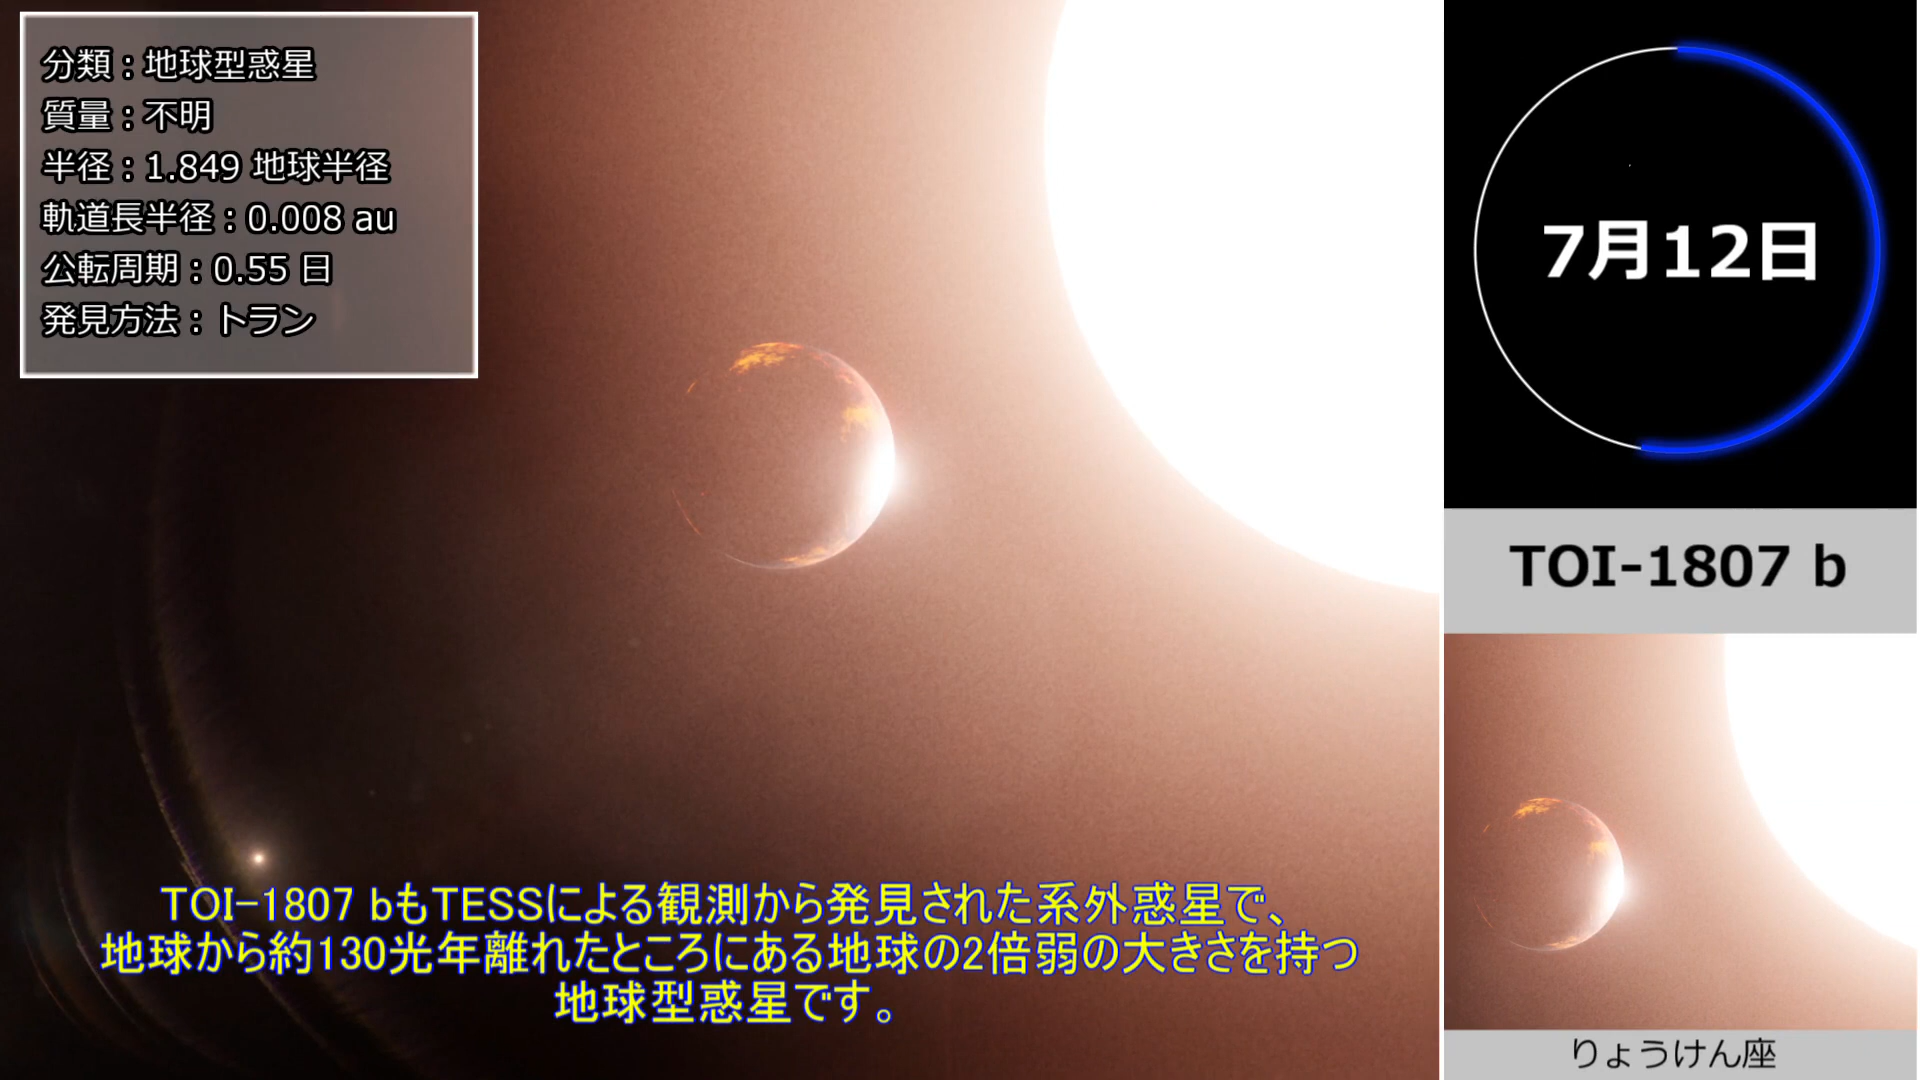 分類：地球型惑星
質量：不明
半径：1.849 地球半径
軌道長半径：0.008 au
公転周期：0.55 日
発見方法：トラン
7月12日
TOI-1807 b
りょうけん座
TOI-1807 bもTESSによる観測から発見された系外惑星で、
地球から約130光年離れたところにある地球の2倍弱の大きさを持つ
地球型惑星です。